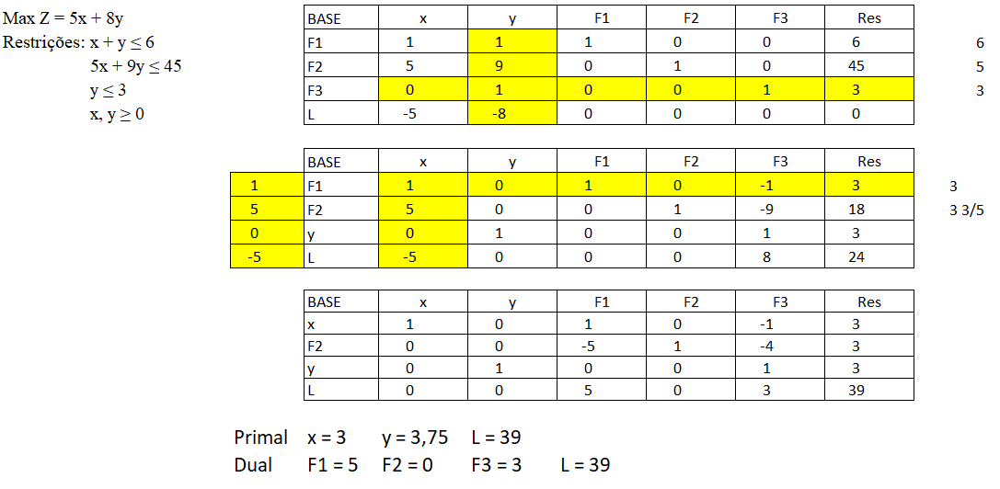 Max Z = 5x + 8y
Restrições: x + y ≤ 6
5x + 9y ≤ 45
y ≤ 3
x, y ≥ 0
BASE x y F1 F2 F3 Res
F1 1 1 1 0 0 6 6
F2 5 9 0 1 0 45 5
F3 0 1 0 0 1 3 3
L -5 -8 0 0 0 0
BASE x y F1 F2 F3 Res
1 F1 1 0 1 0 -1 3 3
5 F2 5 0 0 1 -9 18 3 3/5
0 y 0 1 0 0 1 3
-5 L -5 0 0 0 8 24
BASE x y F1 F2 F3 Res
x 1 0 1 0 -1 3
F2 0 0 -5 1 -4 3
y 0 1 0 0 1 3
L 0 0 5 0 3 39
Primal x = 3 y = 3,75 L = 39
Dual F1 = 5 F2 = 0 F3 = 3 L = 39